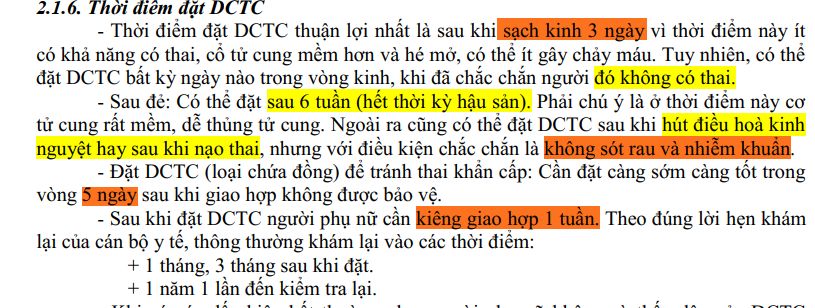 2.1.6. Thời điểm đặt DCTC
- Thời điểm đặt DCTC thuận lợi nhất là sau khi sạch kinh 3 ngày vì thời điểm này ít
có khả năng có thai, cổ tử cung mềm hơn và hé mở, có thể ít gây chảy máu. Tuy nhiên, có thể
đặt DCTC bất kỳ ngày nào trong vòng kinh, khi đã chắc chắn người đó không có thai.
- Sau đẻ: Có thể đặt sau 6 tuần (hết thời kỳ hậu sản). Phải chú ý là ở thời điểm này cơ
tử cung rất mềm, dễ thủng tử cung. Ngoài ra cũng có thể đặt DCTC sau khi hút điều hoà kinh
nguyệt hay sau khi nạo thai, nhưng với điều kiện chắc chắn là không sót rau và nhiễm khuẩn.
- Đặt DCTC (loại chứa đồng) để tránh thai khẩn cấp: Cần đặt càng sớm càng tốt trong
vòng 5 ngày sau khi giao hợp không được bảo vệ.
- Sau khi đặt DCTC người phụ nữ cần kiêng giao hợp 1 tuần. Theo đúng lời hẹn khám
lại của cán bộ y tế, thông thường khám lại vào các thời điểm:
+ 1 tháng, 3 tháng sau khi đặt.
+ 1 năm 1 lần đến kiểm tra lại.